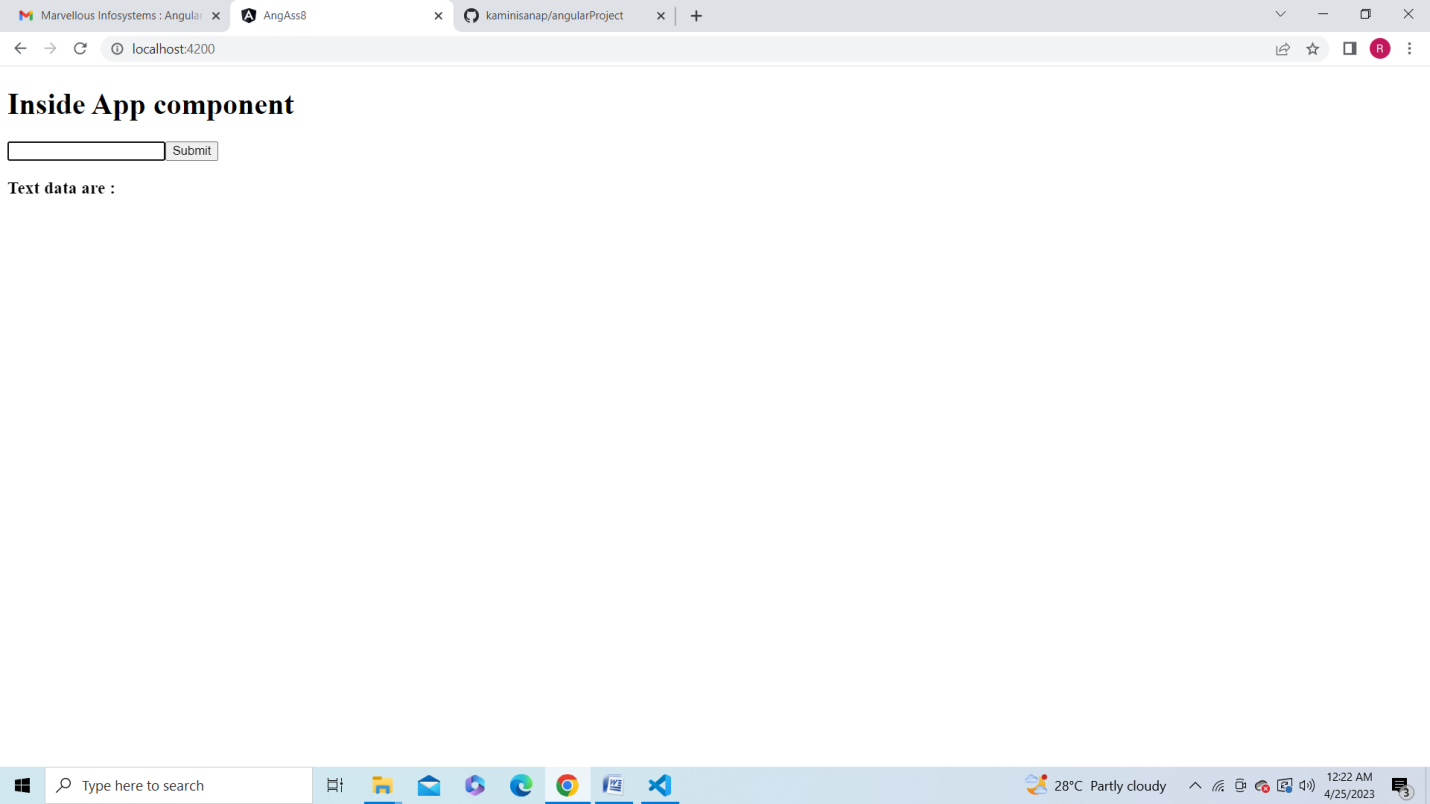 Marvellous Infosystems : Angular
AngAss8
kaminisanap/angularProject
localhost:4200
R
Inside App component
Submit
Text data are :
Type here to search
28°C Partly cloudy
12:22 AM
4/25/2023
3